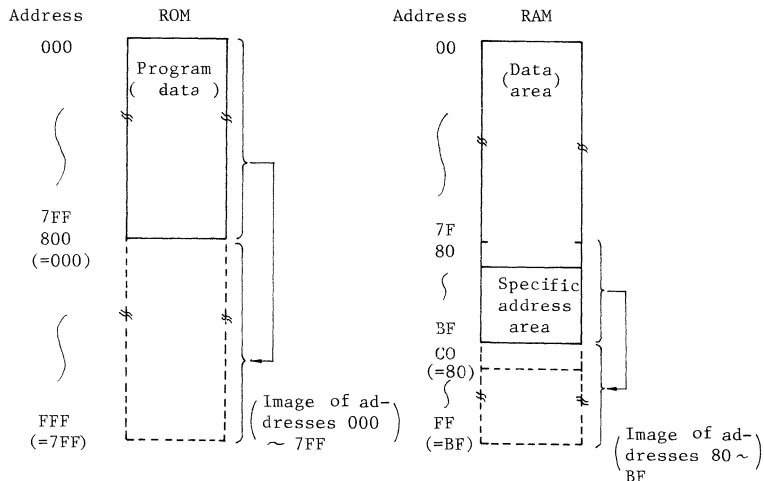 Address ROM
000
Program
( data )
7FF
800
(=000)
FFF
(=7FF)
(Image of ad-
dresses 000
~ 7FF)
Address RAM
00
(Data)
area
7F
80
Specific
address
area
BF
C0
(=80)
FF
(=BF)
(Image of ad-
dresses 80 ~
BF)